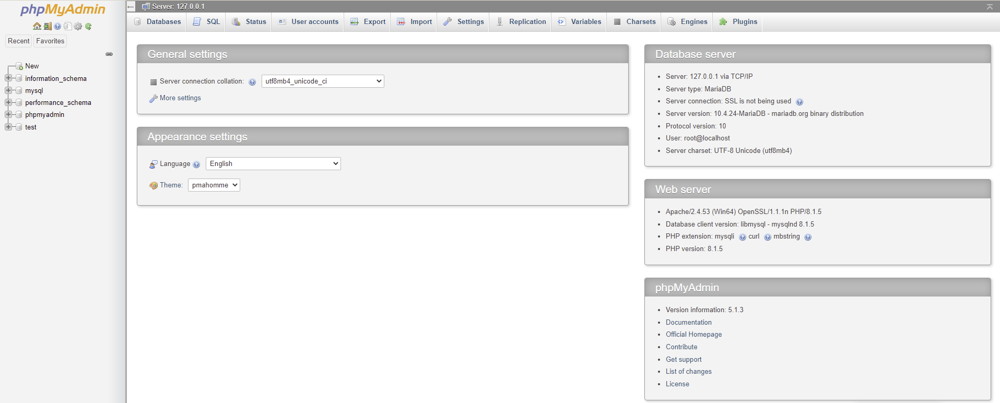 phpMyAdmin
Recent Favorites
New
information_schema
mysql
performance_schema
phpmyadmin
test
Server: 127.0.0.1
Databases SQL Status User accounts Export Import Settings Replication Variables Charsets Engines Plugins
General settings
Server connection collation: utf8mb4_unicode_ci
More settings
Appearance settings
Language English
Theme: pmahomme
Database server
Server: 127.0.0.1 via TCP/IP
Server type: MariaDB
Server connection: SSL is not being used
Server version: 10.4.24-MariaDB - mariadb.org binary distribution
Protocol version: 10
User: root@localhost
Server charset: UTF-8 Unicode (utf8mb4)
Web server
Apache/2.4.53 (Win64) OpenSSL/1.1.1n PHP/8.1.5
Database client version: libmysql - mysqlnd 8.1.5
PHP extension: mysqli curl mbstring
PHP version: 8.1.5
phpMyAdmin
Version information: 5.1.3
Documentation
Official Homepage
Contribute
Get support
List of changes
License